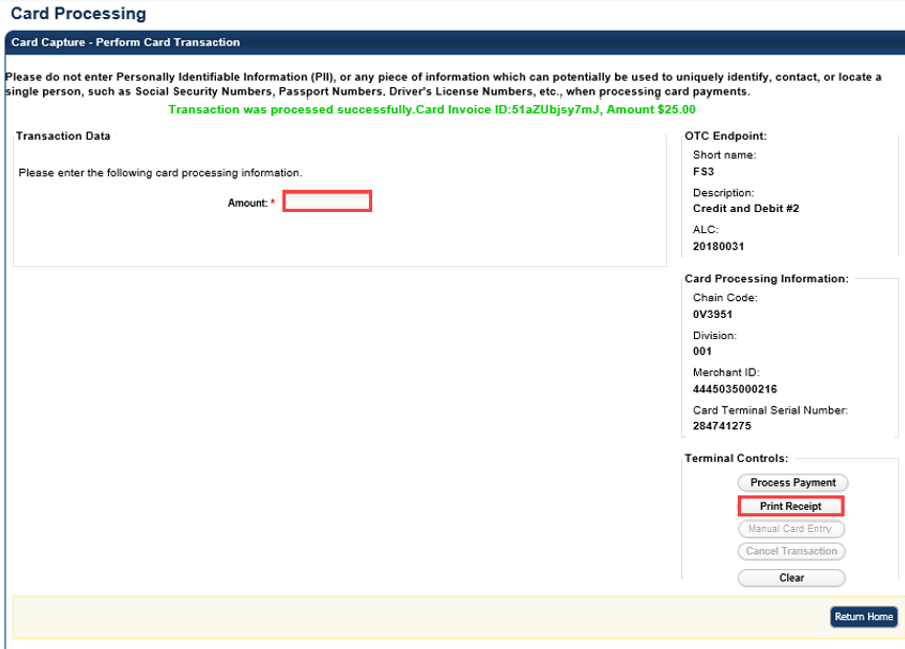 Card Processing
Card Capture - Perform Card Transaction
Please do not enter Personally Identifiable Information (PII), or any piece of information which can potentially be used to uniquely identify, contact, or locate a
single person, such as Social Security Numbers, Passport Numbers, Driver's License Numbers, etc., when processing card payments.
Transaction was processed successfully.Card Invoice ID:51aZUbjsy7mJ, Amount $25.00
Transaction Data
Please enter the following card processing information.
Amount: *
OTC Endpoint:
Short name:
FS3
Description:
Credit and Debit #2
ALC:
20180031
Card Processing Information:
Chain Code:
0V3951
Division:
001
Merchant ID:
4445035000216
Card Terminal Serial Number:
284741275
Terminal Controls:
Process Payment
Print Receipt
Manual Card Entry
Cancel Transaction
Clear
Return Home